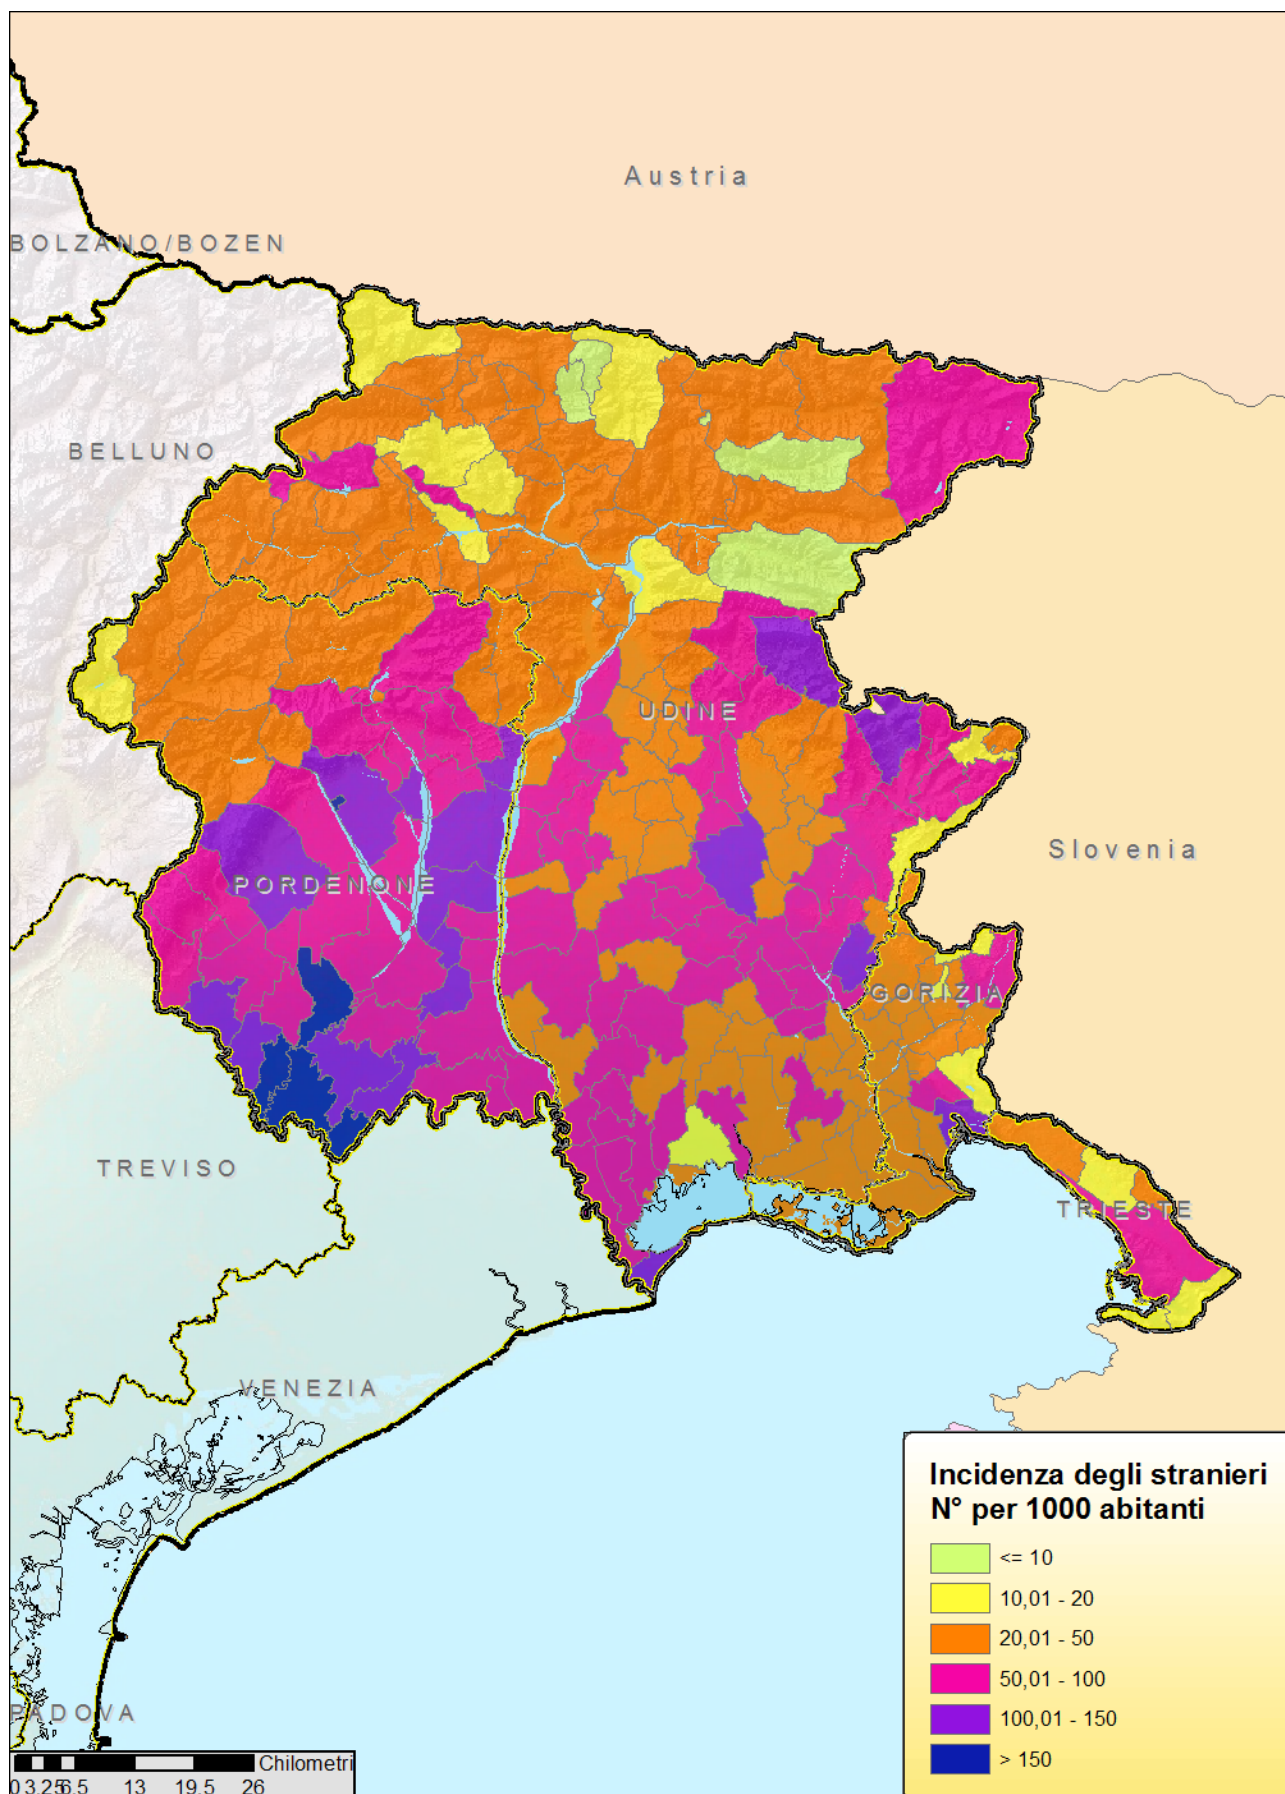 Austria
BOLZANO/BOZEN
BELLUNO
UDINE
Slovenia
PORDENONE
GORIZIA
TREVISO
TRIESTE
VENEZIA
PADOVA
Incidenza degli stranieri
N° per 1000 abitanti
<= 10
10,01 - 20
20,01 - 50
50,01 - 100
100,01 - 150
> 150
Chilometri
0 3,25 6,5 13 19,5 26